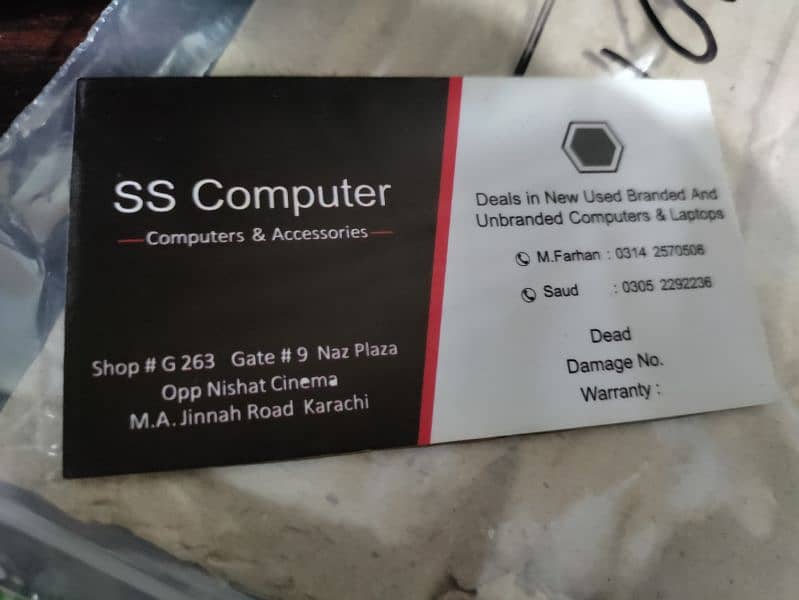 SS Computer
Computers & Accessories
Shop # G 263 Gate # 9 Naz Plaza
Opp Nishat Cinema
M.A. Jinnah Road Karachi
Deals in New Used Branded And
Unbranded Computers & Laptops
M.Farhan : 0314 2570506
Saud : 0305 2292236
Dead
Damage No.
Warranty :